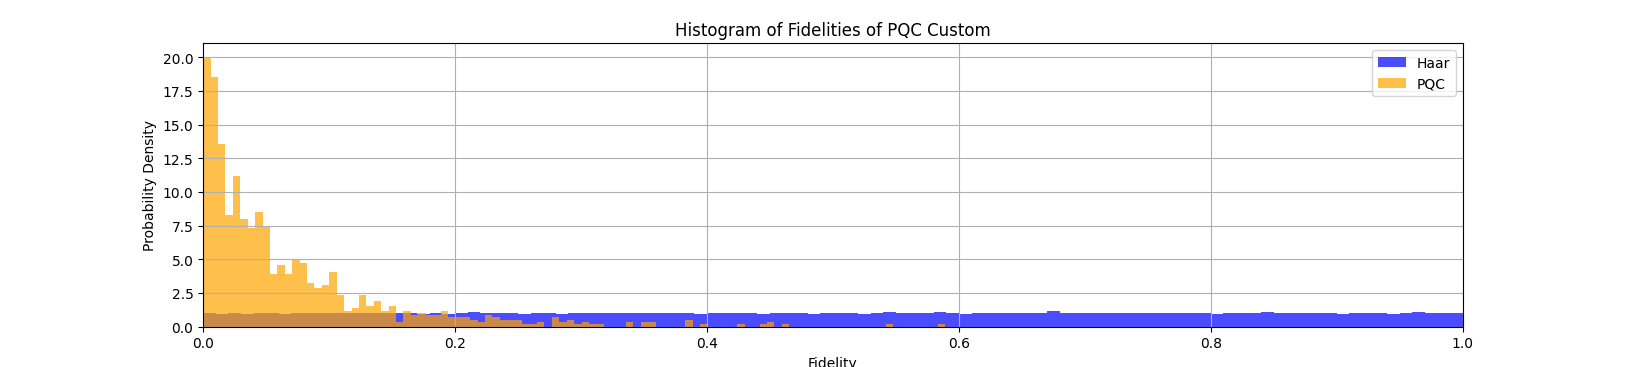 Histogram of Fidelities of PQC Custom
Haar
PQC
Probability Density
20.0
17.5
15.0
12.5
10.0
7.5
5.0
2.5
0.0
0.0 0.2 0.4 0.6 0.8 1.0
Fidelity